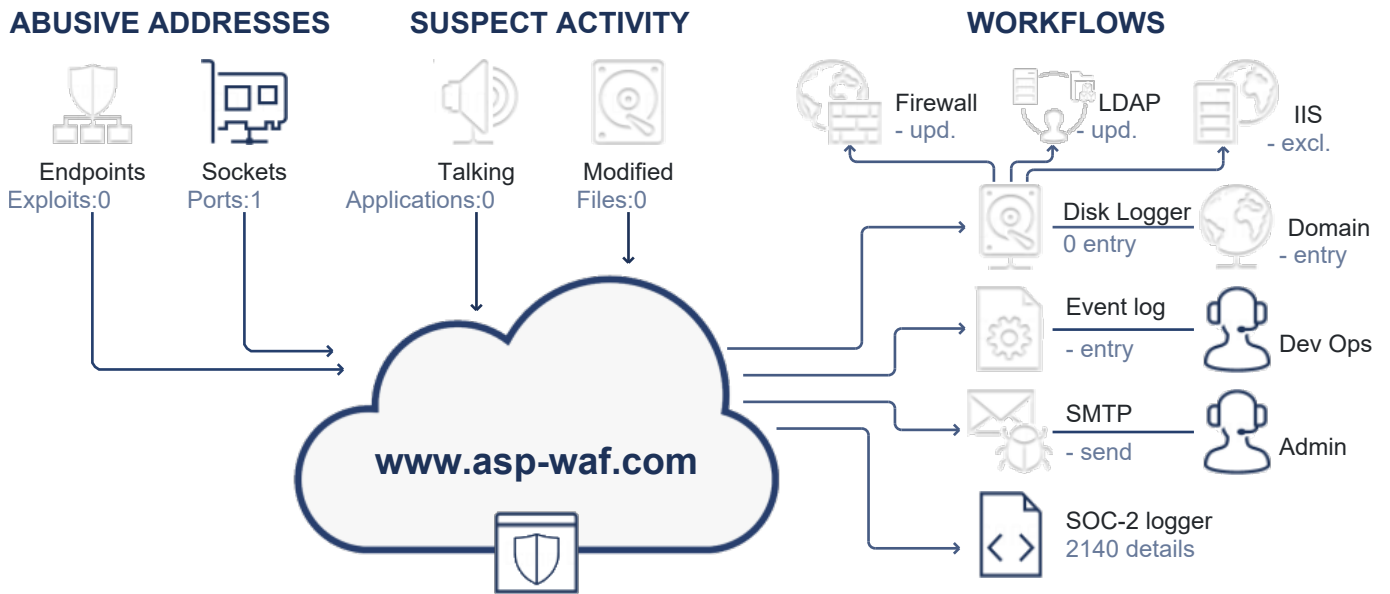 ABUSIVE ADDRESSES
SUSPECT ACTIVITY
WORKFLOWS
Firewall
- upd.
LDAP
- upd.
IIS
- excl.
Endpoints
Exploits:0
Sockets
Ports:1
Talking
Applications:0
Modified
Files:0
Disk Logger
0 entry
Domain
- entry
Event log
- entry
Dev Ops
SMTP
- send
Admin
www.asp-waf.com
SOC-2 logger
2140 details